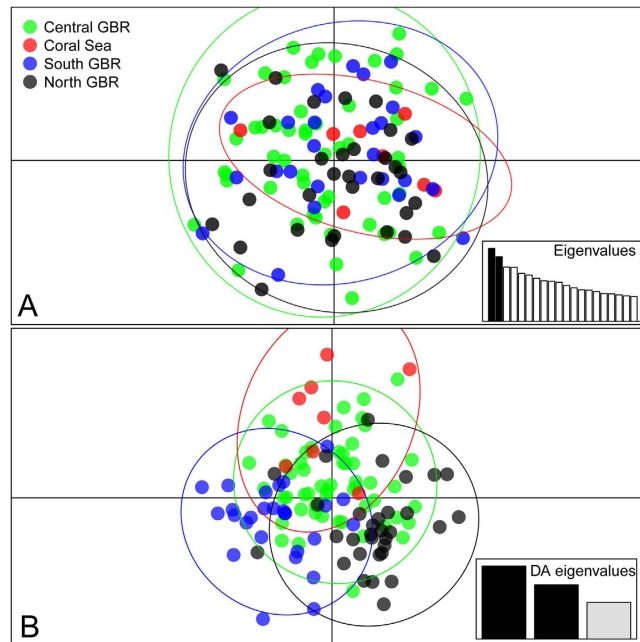 Central GBR
Coral Sea
South GBR
North GBR
A
Eigenvalues
B
DA eigenvalues